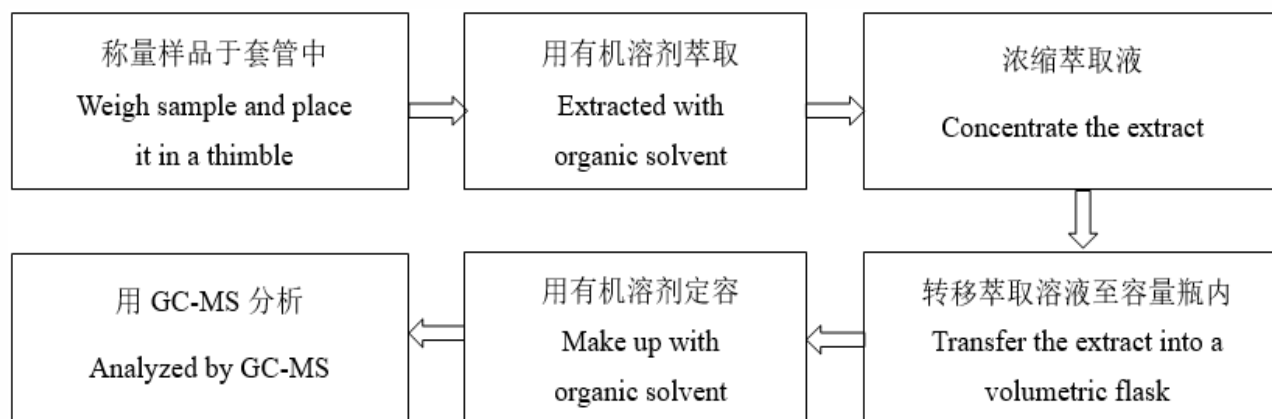 称量样品于套管中
Weigh sample and place
it in a thimble
用有机溶剂萃取
Extracted with
organic solvent
浓缩萃取液
Concentrate the extract
转移萃取溶液至容量瓶内
Transfer the extract into a
volumetric flask
用有机溶剂定容
Make up with
organic solvent
用 GC-MS 分析
Analyzed by GC-MS